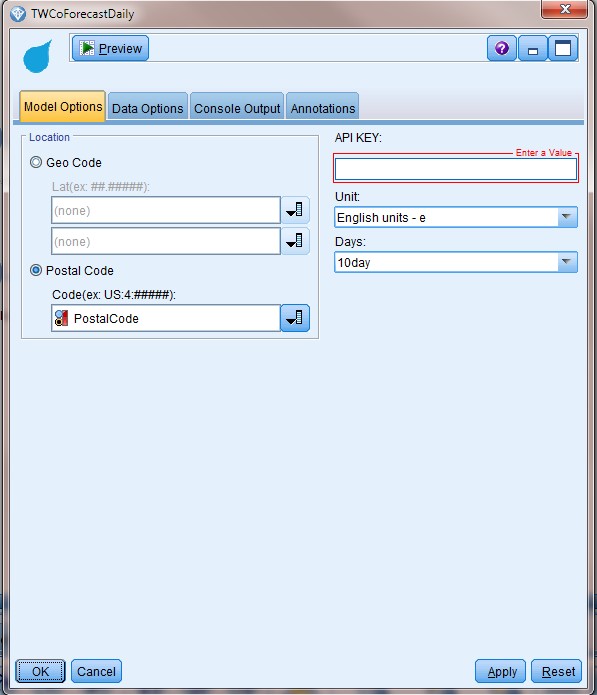 TWCoForecastDaily
X
Preview
?
Model Options
Data Options
Console Output
Annotations
Location
Geo Code
Lat(ex: ##.#####):
(none)
(none)
Postal Code
Code(ex: US:4:#####):
PostalCode
API KEY:
Enter a Value
Unit:
English units - e
Days:
10day
OK
Cancel
Apply
Reset